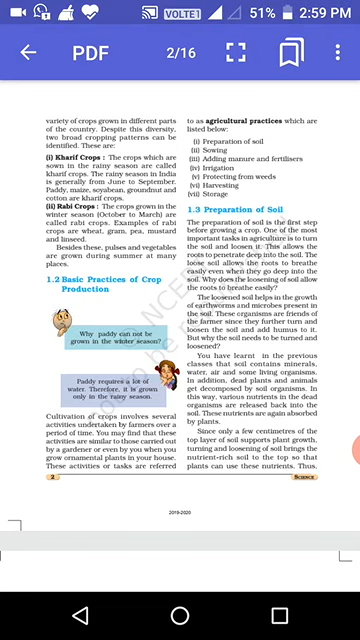 VOLTE1
51%
2:59 PM
PDF
2/16
variety of crops grown in different parts
of the country. Despite this diversity,
two broad cropping patterns can be
identified. These are:
(i) Kharif Crops : The crops which are
sown in the rainy season are called
kharif crops. The rainy season in India
is generally from June to September.
Paddy, maize, soyabean, groundnut and
cotton are kharif crops.
(ii) Rabi Crops : The crops grown in the
winter season (October to March) are
called rabi crops. Examples of rabi
crops are wheat, gram, pea, mustard
and linseed.
Besides these, pulses and vegetables
are grown during summer at many
places.
1.2 Basic Practices of Crop
Production
Why paddy can not be
grown in the winter season?
Paddy requires a lot of
water. Therefore, it is grown
only in the rainy season.
Cultivation of crops involves several
activities undertaken by farmers over a
period of time. You may find that these
activities are similar to those carried out
by a gardener or even by you when you
grow ornamental plants in your house.
These activities or tasks are referred
to as agricultural practices which are
listed below:
(i) Preparation of soil
(ii) Sowing
(iii) Adding manure and fertilisers
(iv) Irrigation
(v) Protecting from weeds
(vi) Harvesting
(vii) Storage
1.3 Preparation of Soil
The preparation of soil is the first step
before growing a crop. One of the most
important tasks in agriculture is to turn
the soil and loosen it. This allows the
roots to penetrate deep into the soil. The
loose soil allows the roots to breathe
easily even when they go deep into the
soil. Why does the loosening of soil allow
the roots to breathe easily?
The loosened soil helps in the growth
of earthworms and microbes present in
the soil. These organisms are friends of
the farmer since they further turn and
loosen the soil and add humus to it.
But why the soil needs to be turned and
loosened?
You have learnt in the previous
classes that soil contains minerals,
water, air and some living organisms.
In addition, dead plants and animals
get decomposed by soil organisms. In
this way, various nutrients in the dead
organisms are released back into the
soil. These nutrients are again absorbed
by plants.
Since only a few centimetres of the
top layer of soil supports plant growth,
turning and loosening of soil brings the
nutrient-rich soil to the top so that
plants can use these nutrients. Thus,
2
SCIENCE
2019-2020